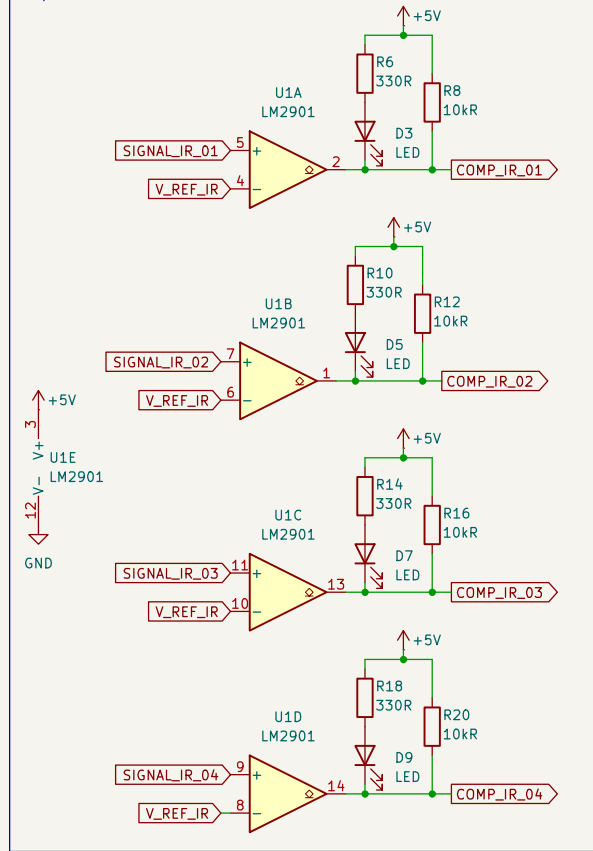 +5V
R6
330R
R8
10kR
U1A
LM2901
D3
LED
SIGNAL_IR_01
5
+
2
COMP_IR_01
V_REF_IR
4
−
+5V
R10
330R
R12
10kR
U1B
LM2901
D5
LED
SIGNAL_IR_02
7
+
1
COMP_IR_02
V_REF_IR
6
−
+5V
3
V+
U1E
LM2901
V-
12
GND
+5V
R14
330R
R16
10kR
U1C
LM2901
D7
LED
SIGNAL_IR_03
11
+
13
COMP_IR_03
V_REF_IR
10
−
+5V
R18
330R
R20
10kR
U1D
LM2901
D9
LED
SIGNAL_IR_04
9
+
14
COMP_IR_04
V_REF_IR
8
−